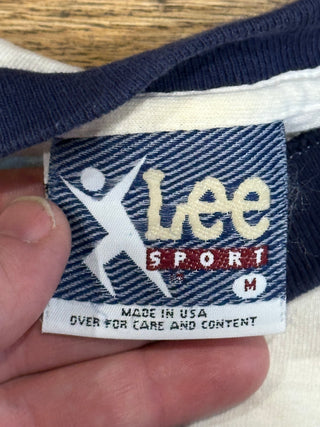 Lee
SPORT
M
MADE IN USA
OVER FOR CARE AND CONTENT